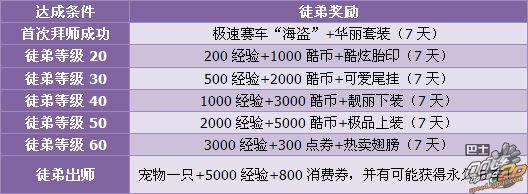 达成条件 徒弟奖励
首次拜师成功 极速赛车“海盗”+华丽套装（7 天）
徒弟等级 20 200 经验+1000 酷币+酷炫胎印（7 天）
徒弟等级 30 500 经验+2000 酷币+可爱尾挂（7 天）
徒弟等级 40 1000 经验+3000 酷币+靓丽下装（7 天）
徒弟等级 50 2000 经验+5000 酷币+极品上装（7 天）
徒弟等级 60 3000 经验+300 点券+热卖翅膀（7 天）
徒弟出师 宠物一只+5000 经验+800 消费券，并有可能获得永
巴士